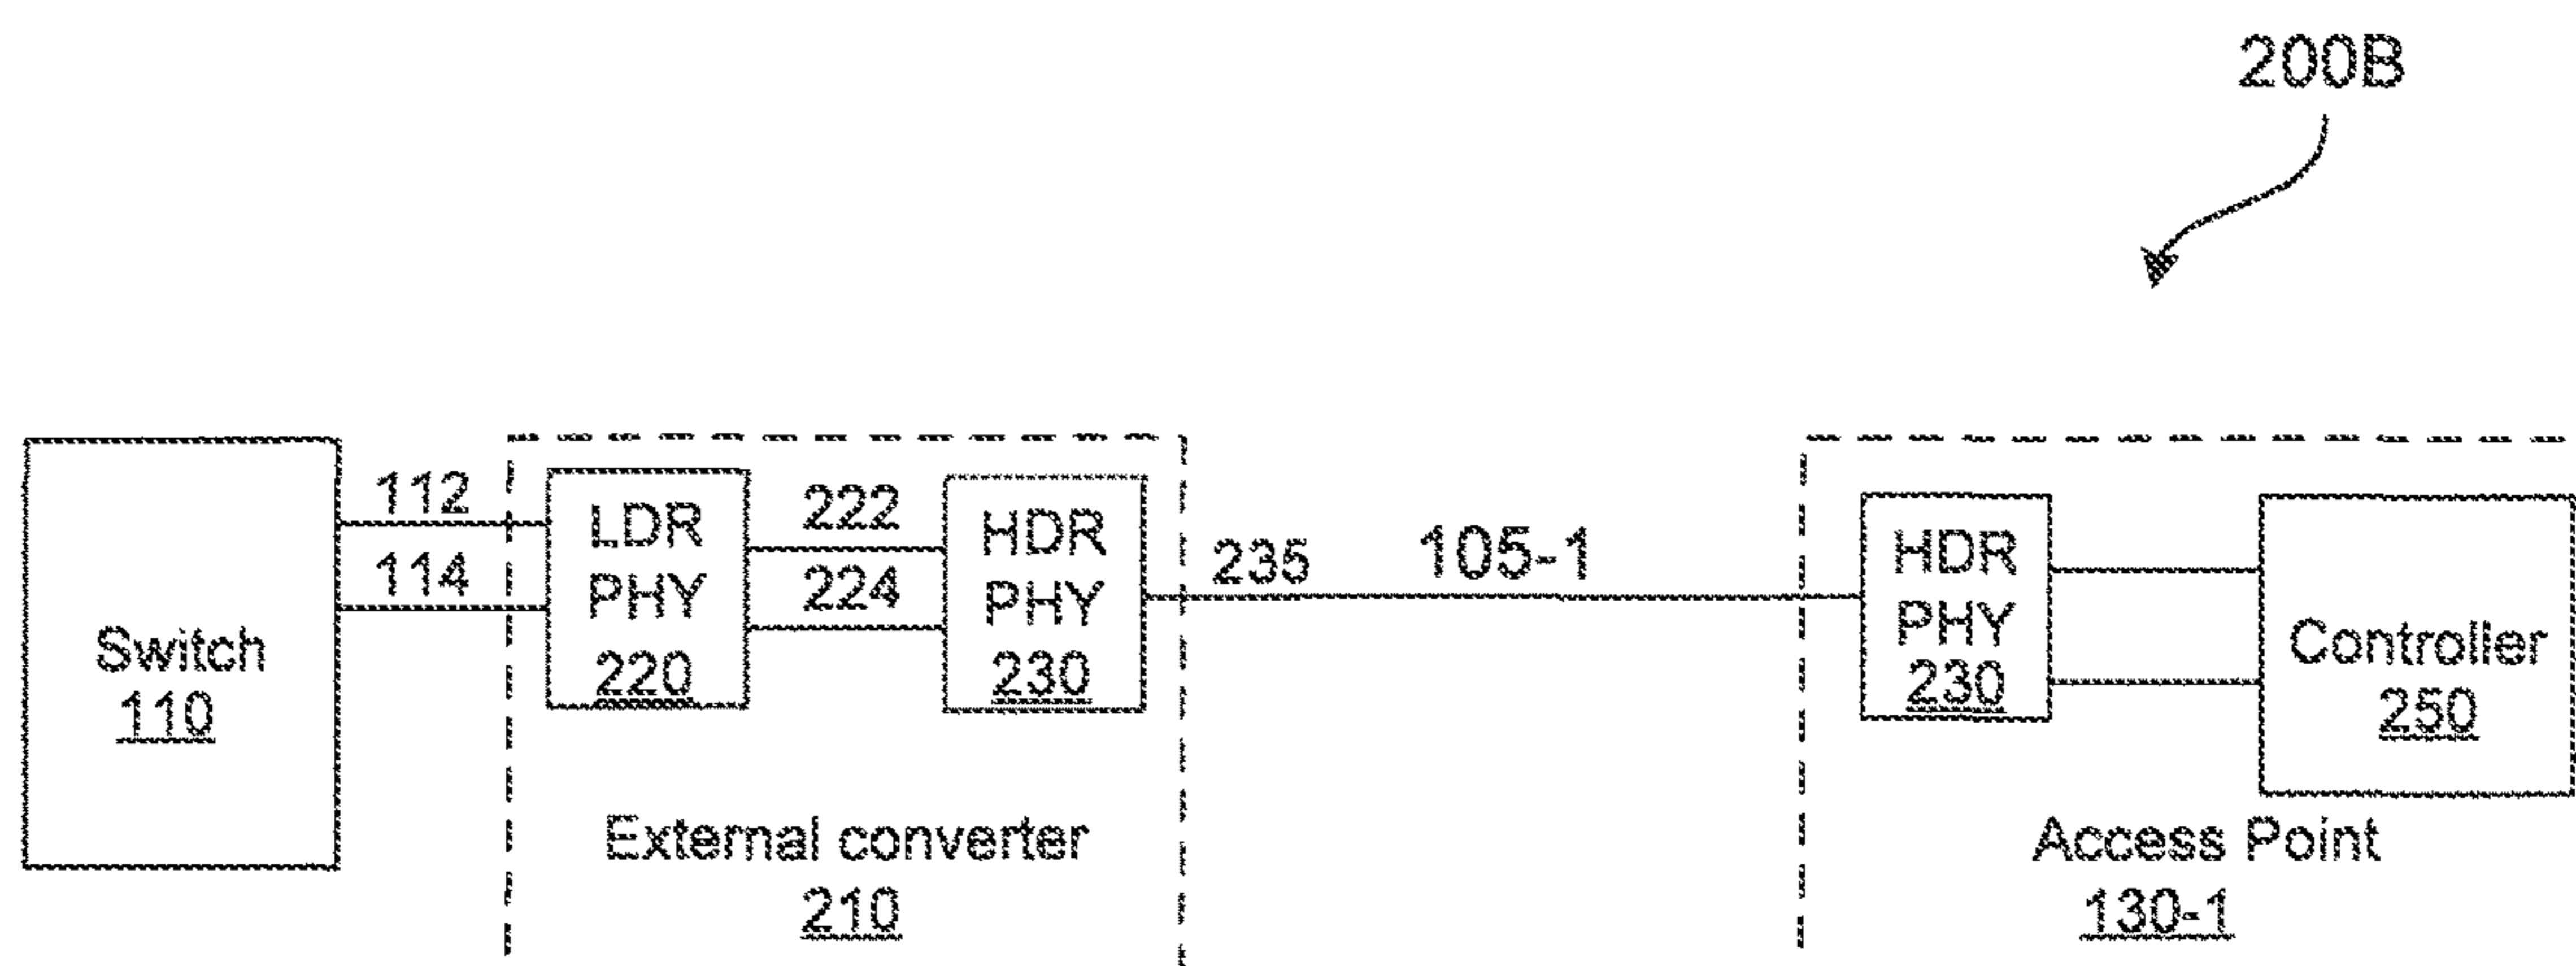 200B
Switch
110
112
114
LDR
PHY
220
222
224
HDR
PHY
230
External converter
210
235
105-1
HDR
PHY
230
Controller
250
Access Point
130-1